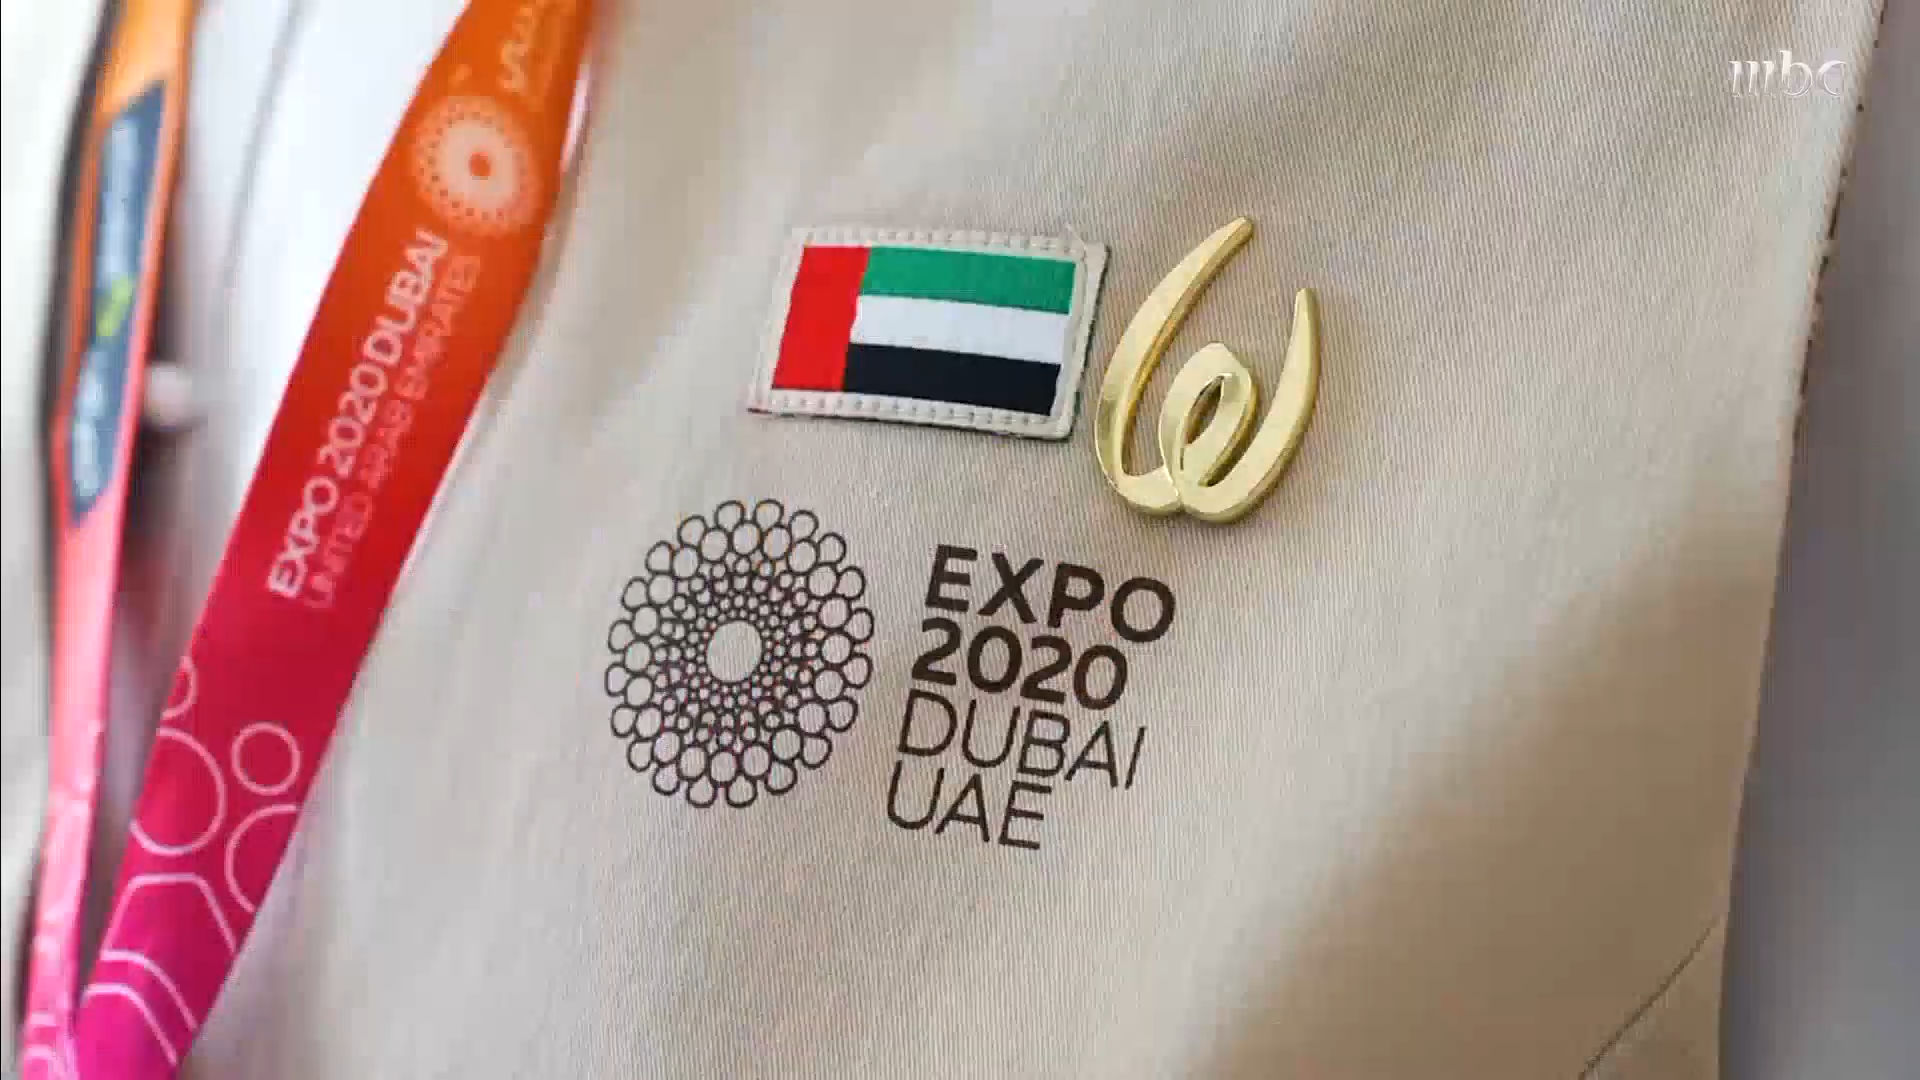 mbc
EXPO 2020 DUBAI
UNITED ARAB EMIRATES
EXPO
2020
DUBAI
UAE